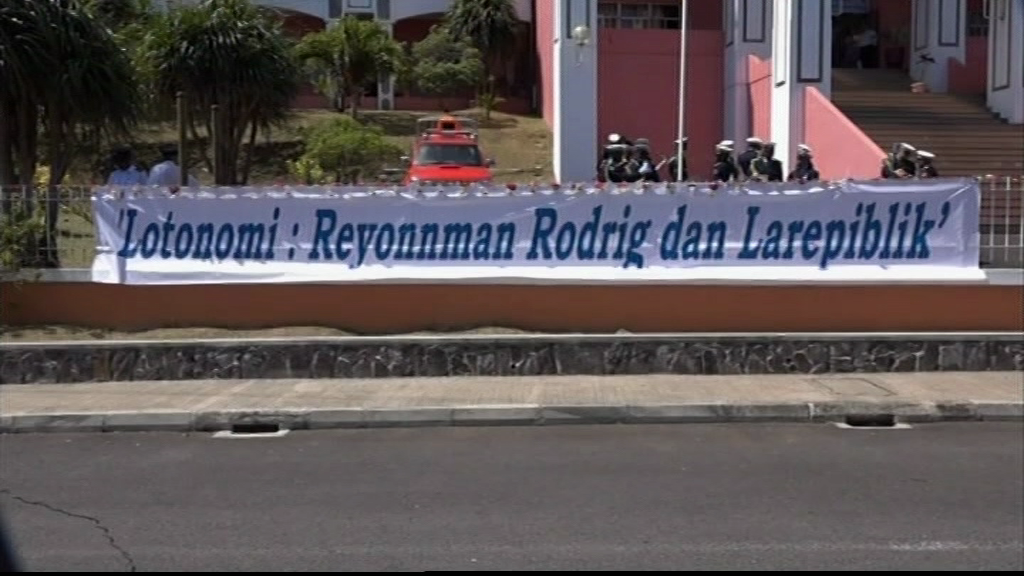 'Lotonomi : Reyonnman Rodrig dan Larepiblik'